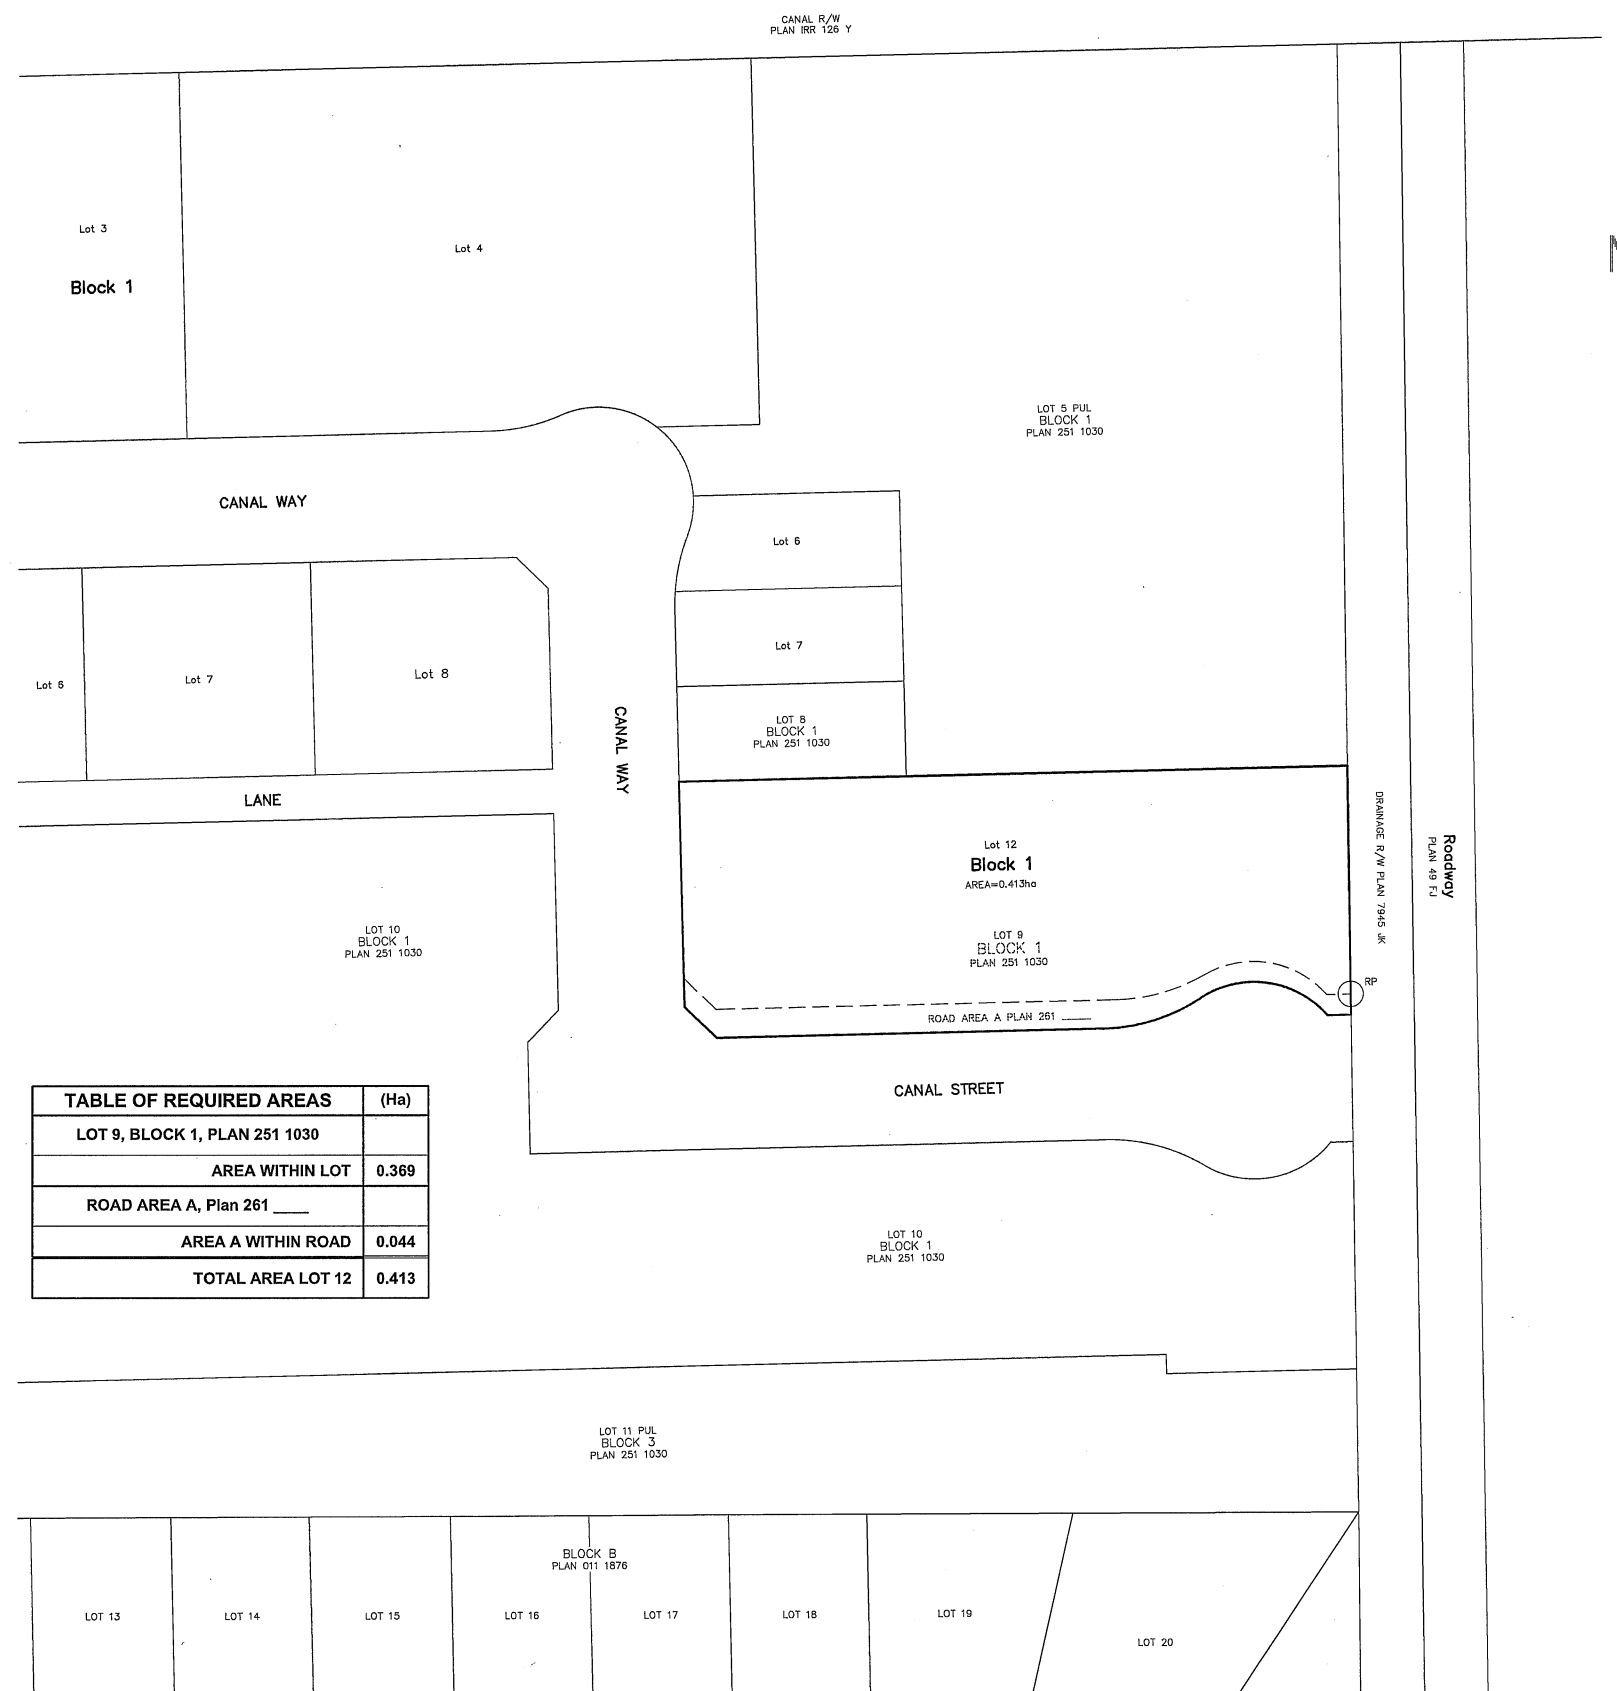 CANAL R/W
PLAN IRR 126 Y
Lot 3
Block 1
Lot 4
LOT 5 PUL
BLOCK 1
PLAN 251 1030
CANAL WAY
Lot 6
Lot 7
Lot 6
Lot 7
Lot 8
CANAL WAY
LOT 8
BLOCK 1
PLAN 251 1030
LANE
Lot 12
Block 1
AREA=0.413ha
DRAINAGE R/W PLAN 7945 JK
Roadway
PLAN 49 FJ
LOT 10
BLOCK 1
PLAN 251 1030
LOT 9
BLOCK 1
PLAN 251 1030
RP
ROAD AREA A PLAN 261 ____
CANAL STREET
TABLE OF REQUIRED AREAS (Ha)
LOT 9, BLOCK 1, PLAN 251 1030
AREA WITHIN LOT 0.369
ROAD AREA A, Plan 261 ____
AREA A WITHIN ROAD 0.044
TOTAL AREA LOT 12 0.413
LOT 10
BLOCK 1
PLAN 251 1030
LOT 11 PUL
BLOCK 3
PLAN 251 1030
BLOCK B
PLAN 011 1876
LOT 13
LOT 14
LOT 15
LOT 16
LOT 17
LOT 18
LOT 19
LOT 20